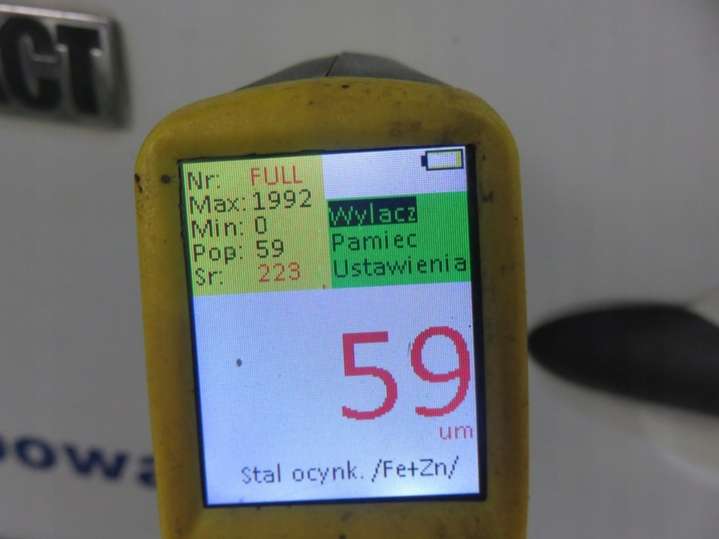 ACT
Nr: FULL
Max: 1992
Min: 0
Pop: 59
Sr: 223
Wylacz
Pamiec
Ustawienia
59
um
Stal ocynk. /Fe+Zn/